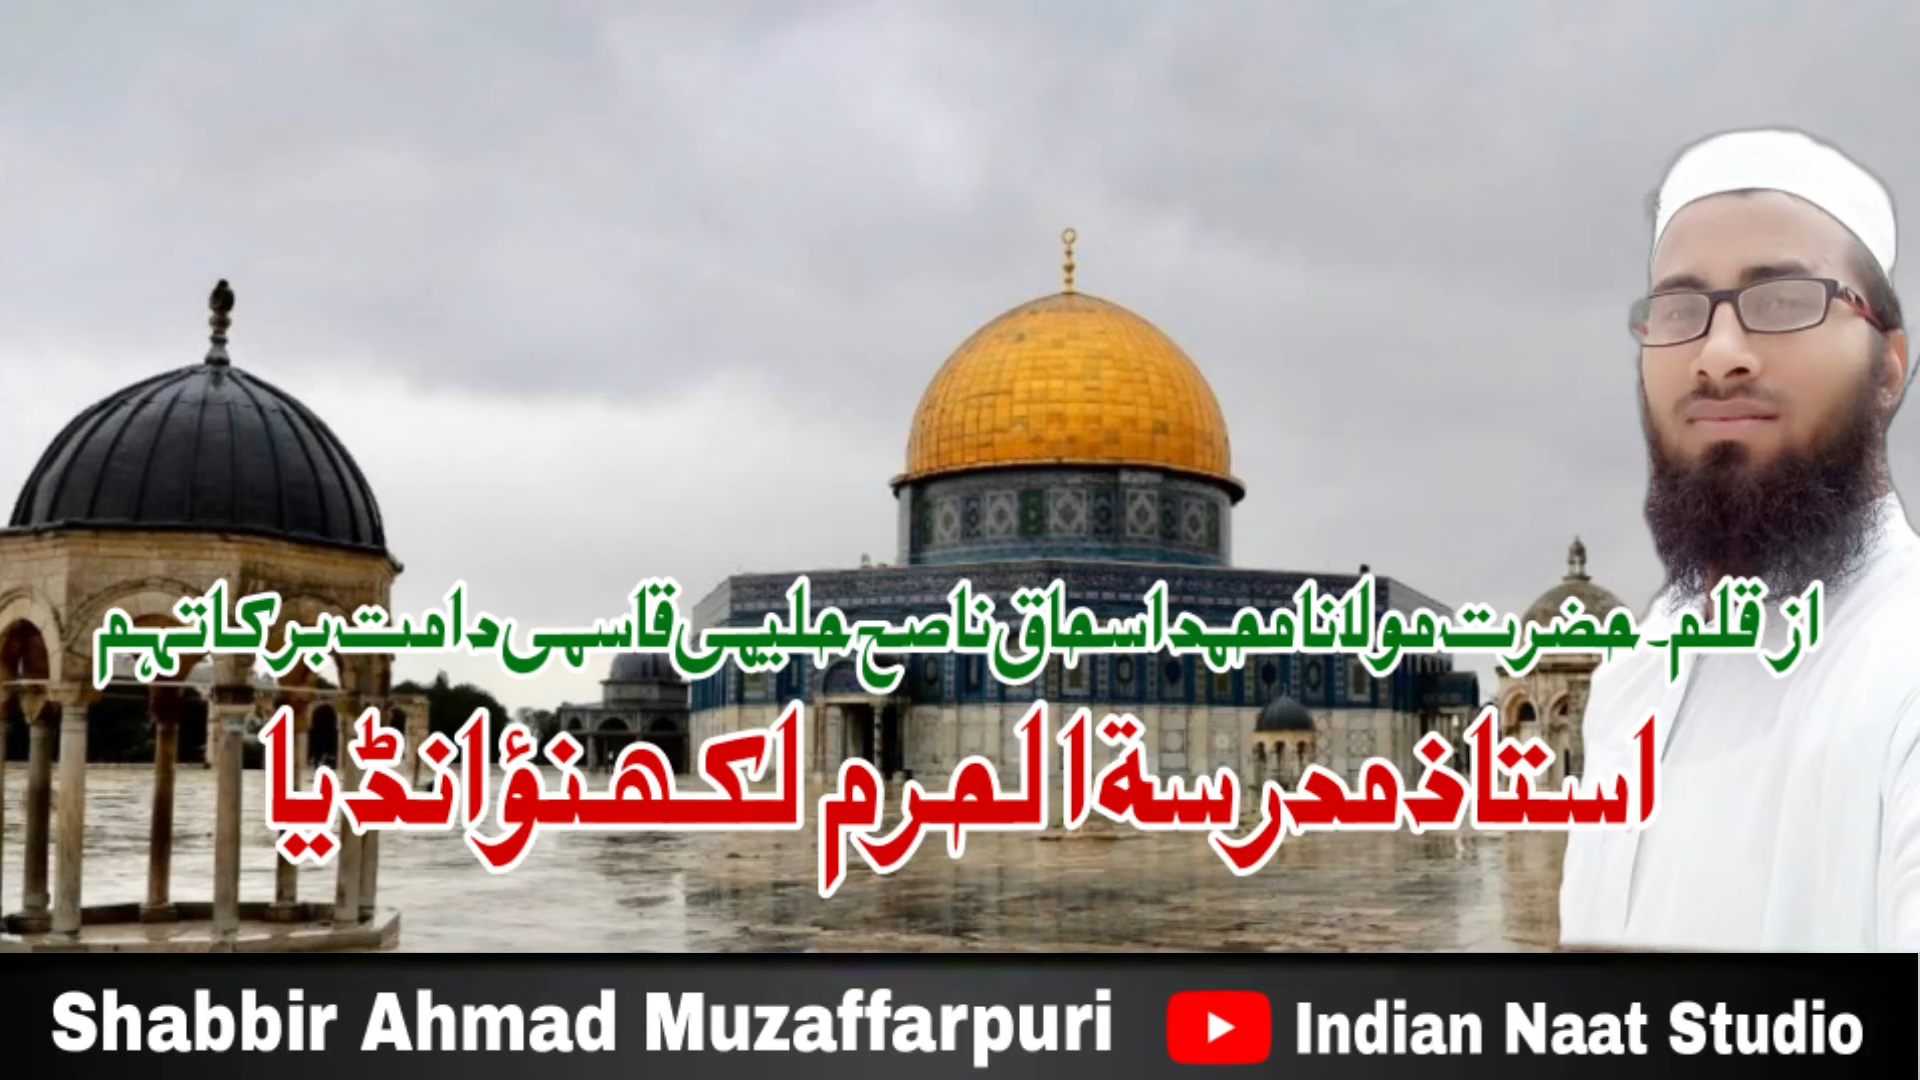 از قلم۔ حضرت مولانا محمد اسحاق ناصح حلیمی قاسمی دامت برکاتہم
استاذ مدرسۃ الحرم لکھنؤ انڈیا
Shabbir Ahmad Muzaffarpuri Indian Naat Studio